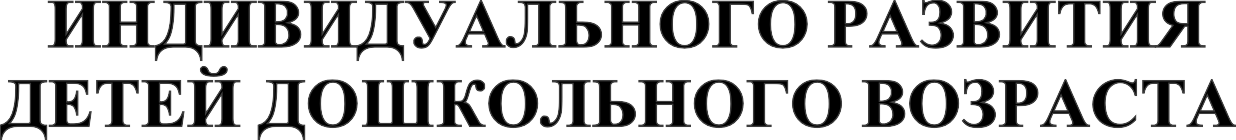 ИНДИВИДУАЛЬНОГО РАЗВИТИЯ
ДЕТЕЙ ДОШКОЛЬНОГО ВОЗРАСТА